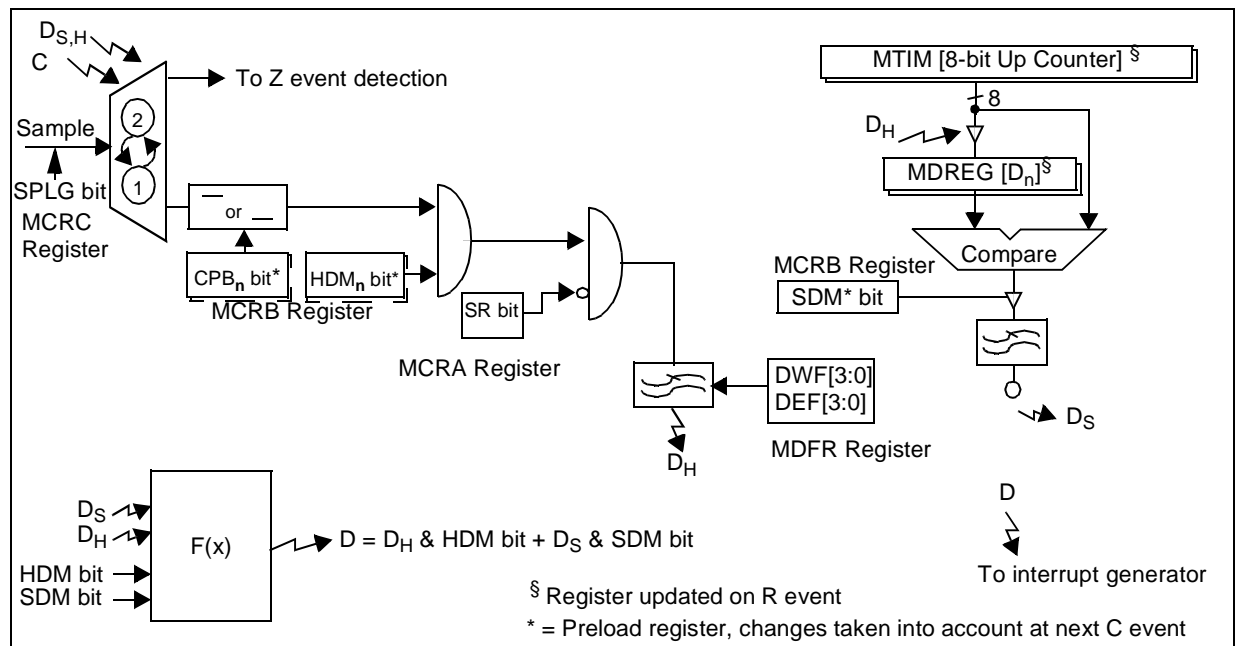 D_S,H
C
To Z event detection
2
1
Sample
SPLG bit
MCRC
Register
or
CPB_n bit*
HDM_n bit*
MCRB Register
SR bit
MCRA Register
DWF[3:0]
DEF[3:0]
MDFR Register
D_H
MTIM [8-bit Up Counter] §
8
D_H
MDREG [D_n]§
Compare
MCRB Register
SDM* bit
D_S
D
To interrupt generator
D_S
D_H
HDM bit
SDM bit
F(x)
D = D_H & HDM bit + D_S & SDM bit
§ Register updated on R event
* = Preload register, changes taken into account at next C event